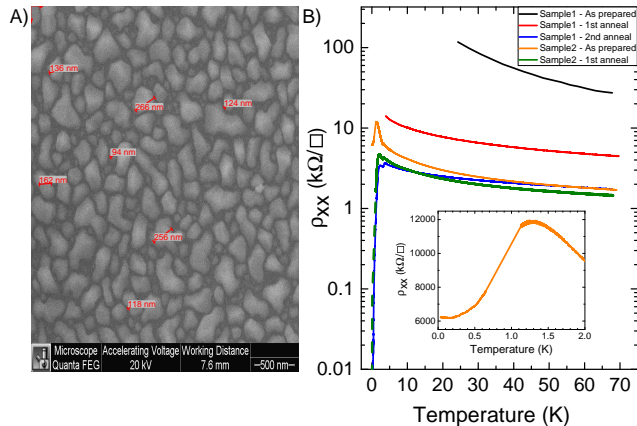 A)
136 nm
266 nm
124 nm
94 nm
162 nm
256 nm
118 nm
Microscope Accelerating Voltage Working Distance
Quanta FEG 20 kV 7.6 mm —500 nm—
B)
Sample1 - As prepared
Sample1 - 1st anneal
Sample1 - 2nd anneal
Sample2 - As prepared
Sample2 - 1st anneal
100
10
1
0.1
0.01
ρxx (kΩ/□)
0 10 20 30 40 50 60 70
Temperature (K)
12000
10000
8000
6000
ρxx (kΩ/□)
0.0 0.5 1.0 1.5 2.0
Temperature (K)